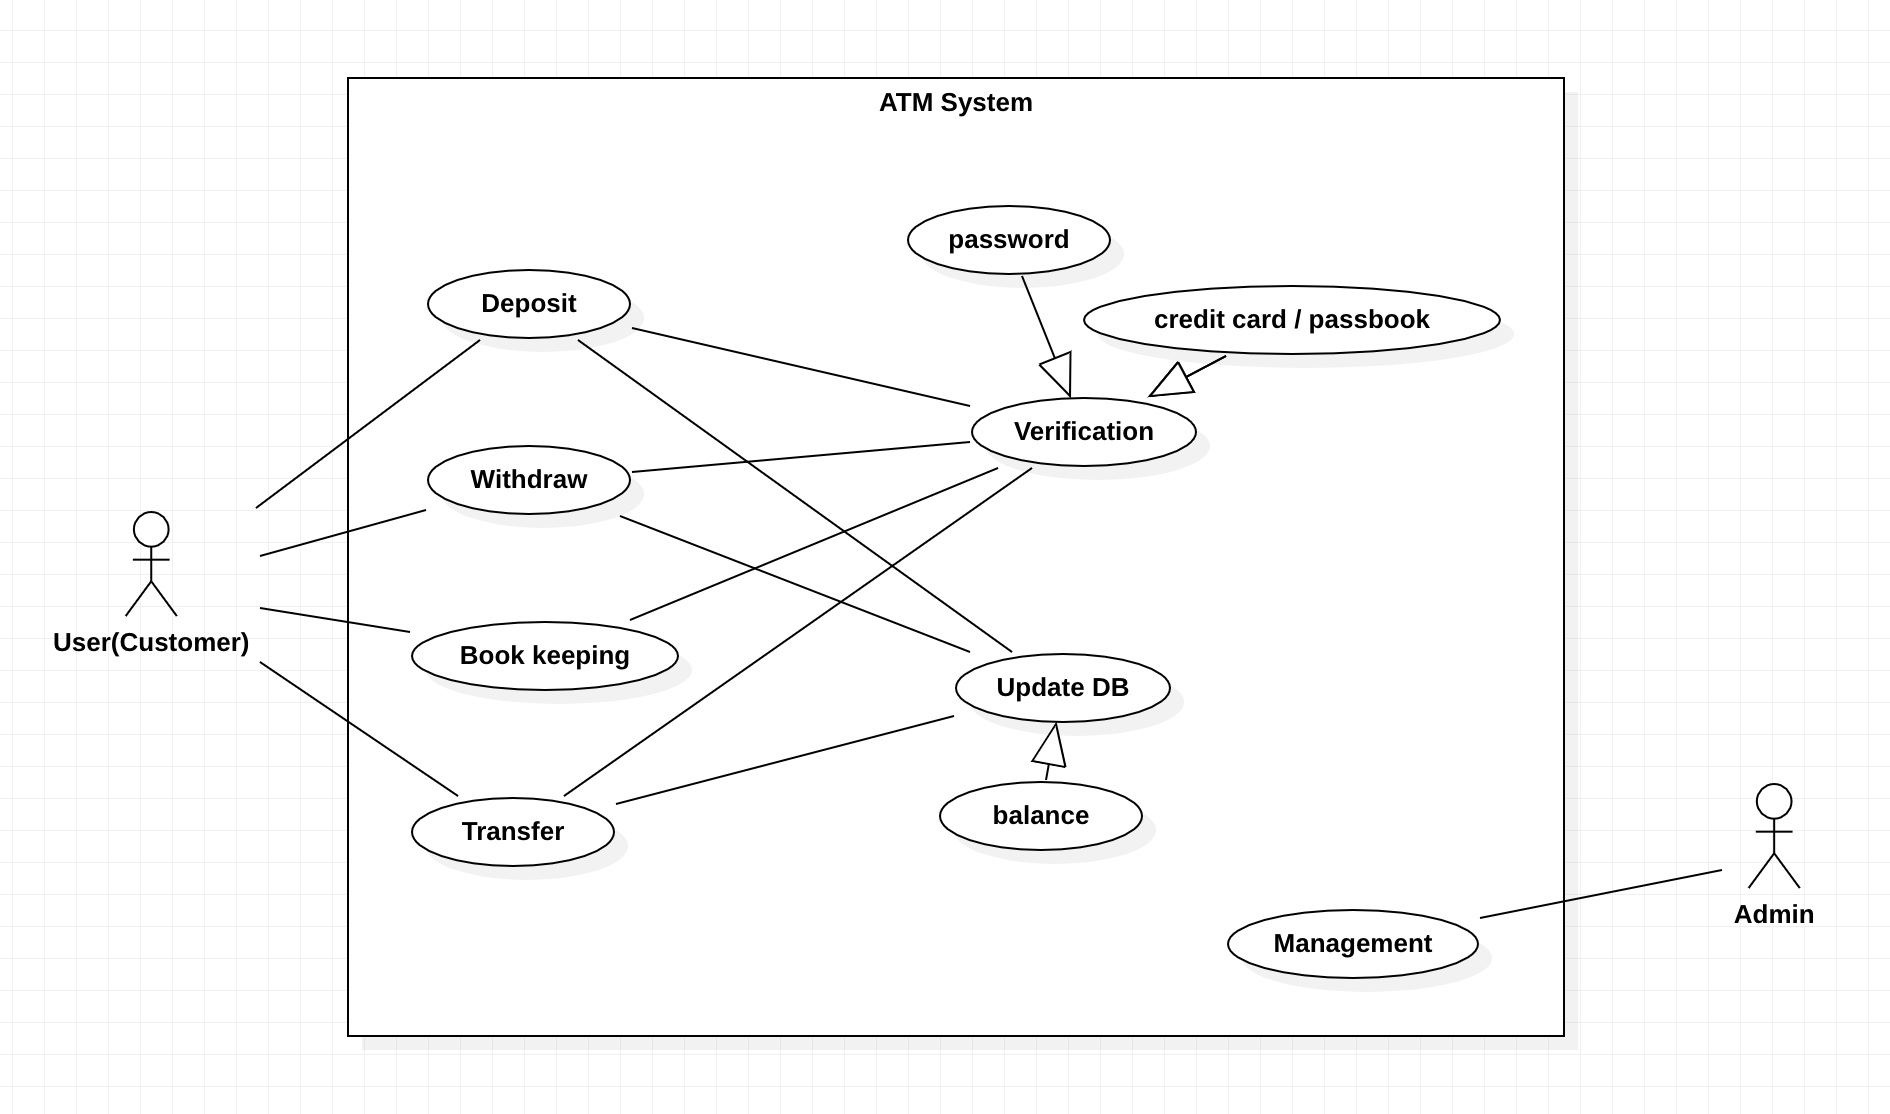 ATM System
password
Deposit
credit card / passbook
Verification
Withdraw
User(Customer)
Book keeping
Update DB
Transfer
balance
Admin
Management